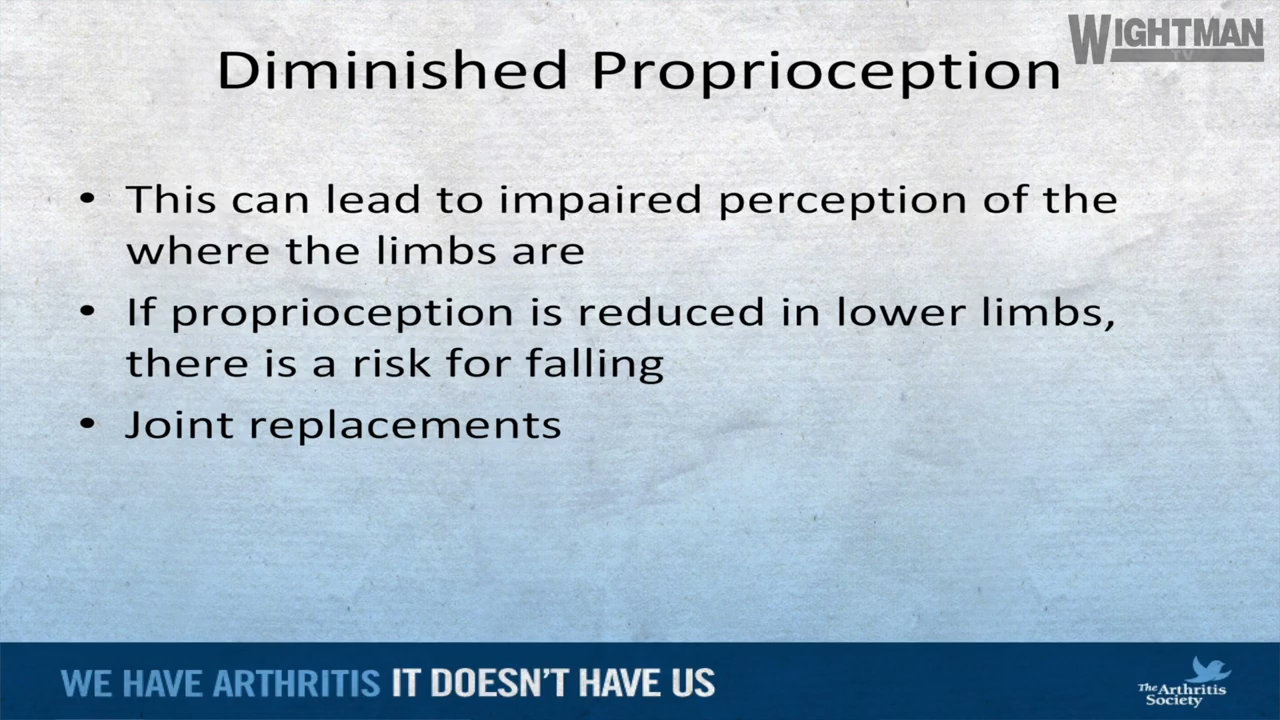 WIGHTMAN
TV
Diminished Proprioception
• This can lead to impaired perception of the
where the limbs are
• If proprioception is reduced in lower limbs,
there is a risk for falling
• Joint replacements
WE HAVE ARTHRITIS IT DOESN'T HAVE US
The Arthritis
Society